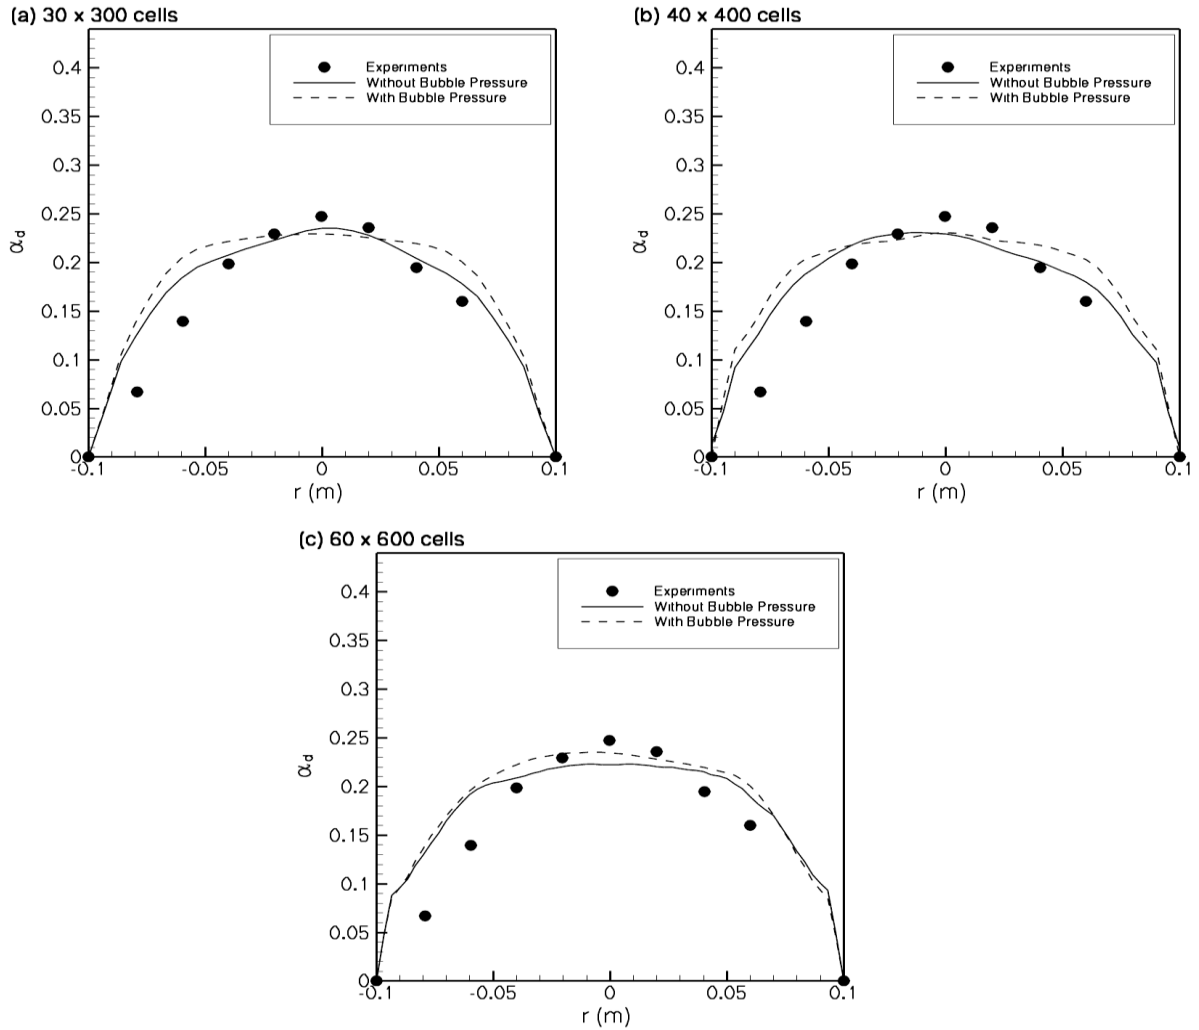 (a) 30 x 300 cells
Experiments
Without Bubble Pressure
With Bubble Pressure
0.4
0.35
0.3
0.25
0.2
0.15
0.1
0.05
0
αd
-0.1 -0.05 0 0.05 0.1
r (m)
(b) 40 x 400 cells
Experiments
Without Bubble Pressure
With Bubble Pressure
0.4
0.35
0.3
0.25
0.2
0.15
0.1
0.05
0
αd
-0.1 -0.05 0 0.05 0.1
r (m)
(c) 60 x 600 cells
Experiments
Without Bubble Pressure
With Bubble Pressure
0.4
0.35
0.3
0.25
0.2
0.15
0.1
0.05
0
αd
-0.1 -0.05 0 0.05 0.1
r (m)